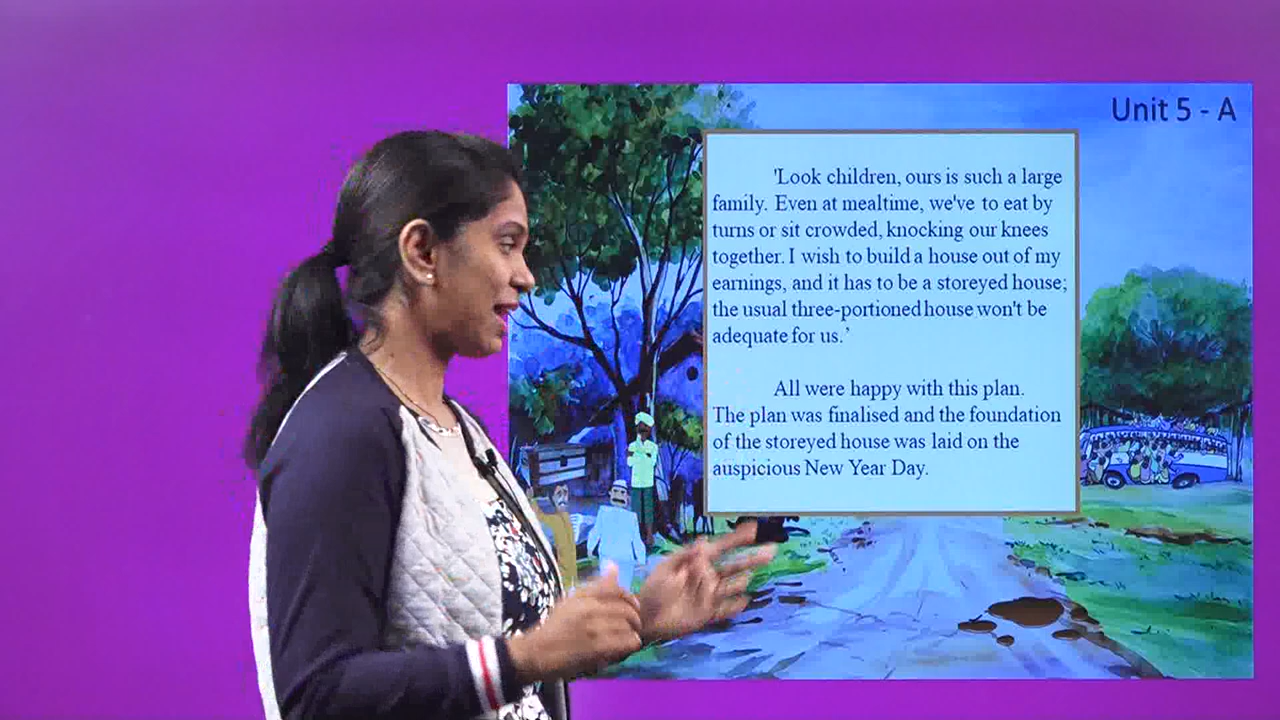 Unit 5 - A
'Look children, ours is such a large
family. Even at mealtime, we've to eat by
turns or sit crowded, knocking our knees
together. I wish to build a house out of my
earnings, and it has to be a storeyed house;
the usual three-portioned house won't be
adequate for us.’
All were happy with this plan.
The plan was finalised and the foundation
of the storeyed house was laid on the
auspicious New Year Day.